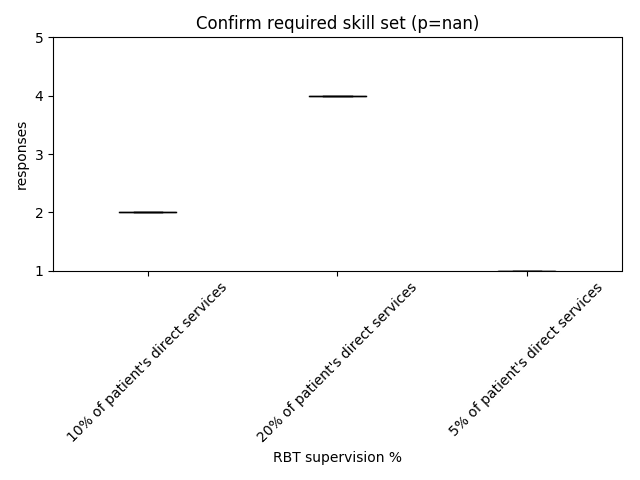 Confirm required skill set (p=nan)
5
4
3
2
1
responses
10% of patient's direct services
20% of patient's direct services
5% of patient's direct services
RBT supervision %